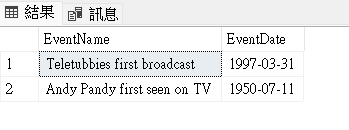 結果 訊息
EventName EventDate
1 Teletubbies first broadcast 1997-03-31
2 Andy Pandy first seen on TV 1950-07-11